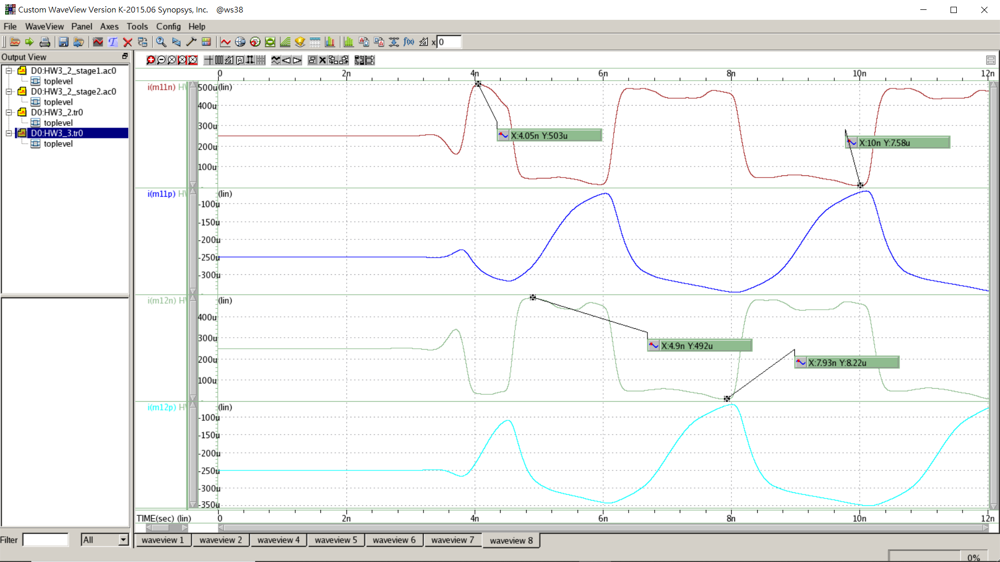 Custom WaveView Version K-2015.06 Synopsys, Inc. @ws38
File WaveView Panel Axes Tools Config Help
x 0
Output View
D0:HW3_2_stage1.ac0
toplevel
D0:HW3_2_stage2.ac0
toplevel
D0:HW3_2.tr0
toplevel
D0:HW3_3.tr0
toplevel
0 2n 4n 6n 8n 10n 12n
i(m11n) HW
500u (lin)
400u
300u
200u
100u
X:4.05n Y:503u
X:10n Y:7.58u
i(m11p) HW
(lin)
-100u
-150u
-200u
-250u
-300u
i(m12n) HW
(lin)
400u
300u
200u
100u
X:4.9n Y:492u
X:7.93n Y:8.22u
i(m12p) HW
(lin)
-100u
-150u
-200u
-250u
-300u
-350u
TIME(sec) (lin) 0 2n 4n 6n 8n 10n 12n
Filter All
waveview 1 waveview 2 waveview 4 waveview 5 waveview 6 waveview 7 waveview 8
0%